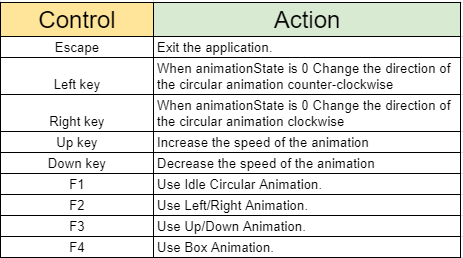 Control Action
Escape Exit the application.
When animationState is 0 Change the direction of
Left key the circular animation counter-clockwise
When animationState is 0 Change the direction of
Right key the circular animation clockwise
Up key Increase the speed of the animation
Down key Decrease the speed of the animation
F1 Use Idle Circular Animation.
F2 Use Left/Right Animation.
F3 Use Up/Down Animation.
F4 Use Box Animation.